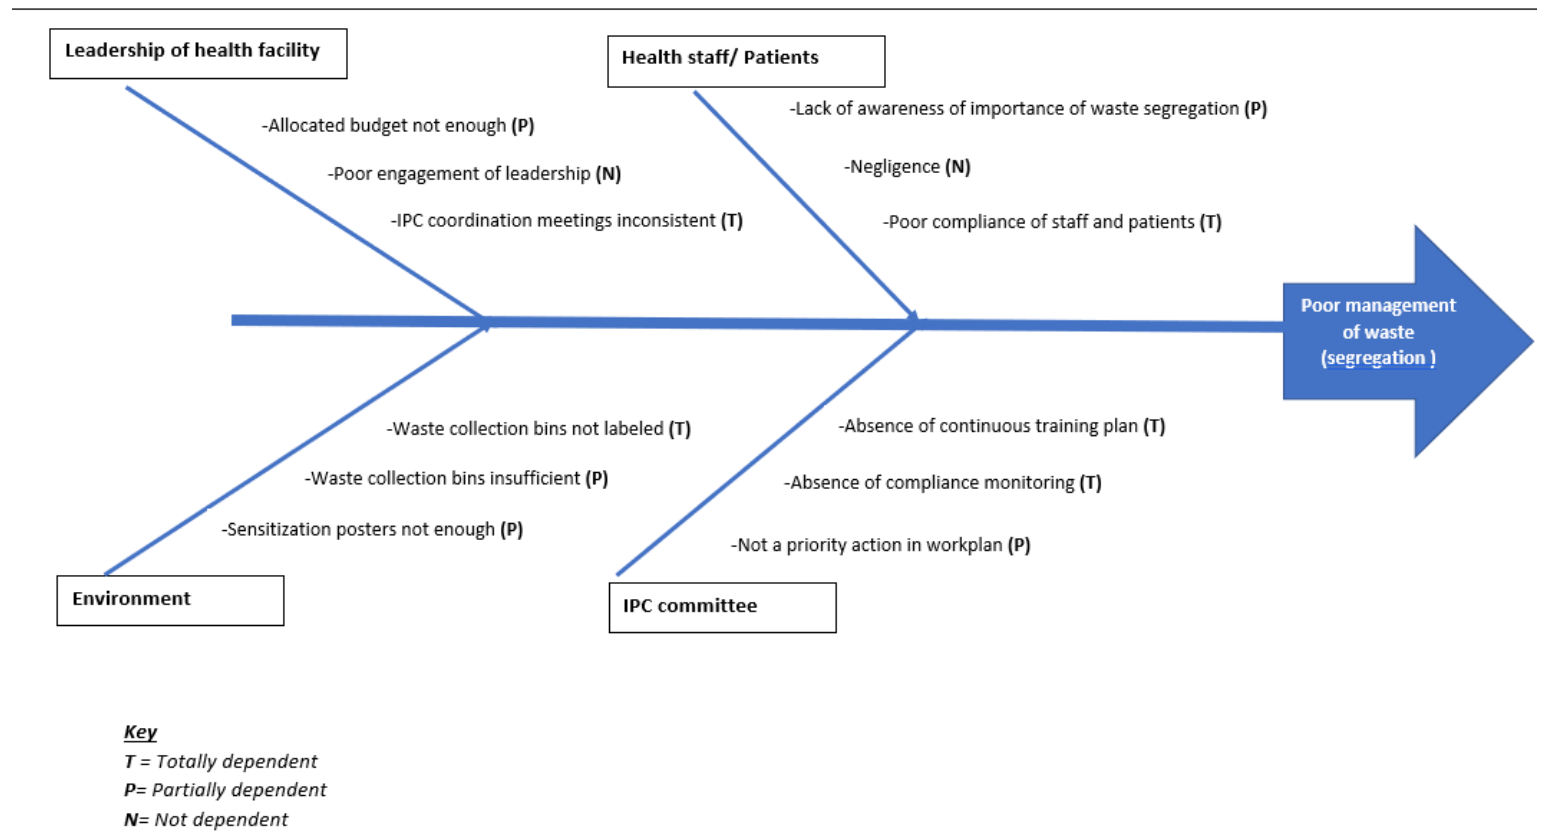 Leadership of health facility
-Allocated budget not enough (P)
-Poor engagement of leadership (N)
-IPC coordination meetings inconsistent (T)
Health staff/ Patients
-Lack of awareness of importance of waste segregation (P)
-Negligence (N)
-Poor compliance of staff and patients (T)
Poor management
of waste
(segregation )
-Waste collection bins not labeled (T)
-Waste collection bins insufficient (P)
-Sensitization posters not enough (P)
Environment
-Absence of continuous training plan (T)
-Absence of compliance monitoring (T)
-Not a priority action in workplan (P)
IPC committee
Key
T = Totally dependent
P= Partially dependent
N= Not dependent